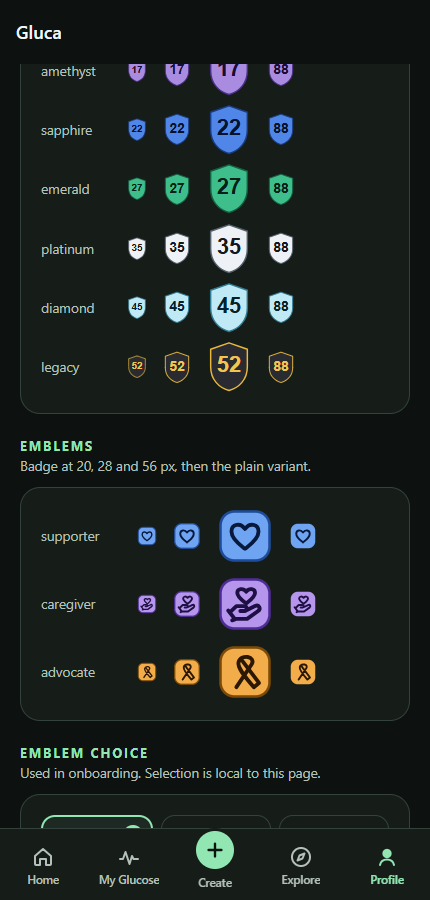 Gluca
amethyst 17 17 17 88
sapphire 22 22 22 88
emerald 27 27 27 88
platinum 35 35 35 88
diamond 45 45 45 88
legacy 52 52 52 88
EMBLEMS
Badge at 20, 28 and 56 px, then the plain variant.
supporter
caregiver
advocate
EMBLEM CHOICE
Used in onboarding. Selection is local to this page.
Home My Glucose Create Explore Profile